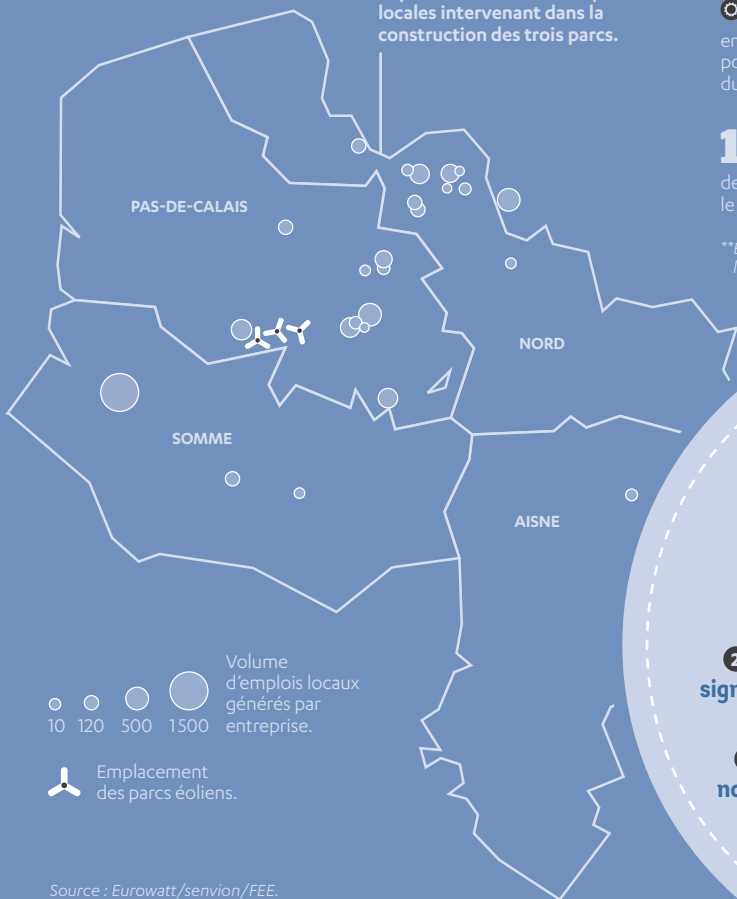 locales intervenant dans la
construction des trois parcs.
PAS-DE-CALAIS
NORD
SOMME
AISNE
Volume
d’emplois locaux
générés par
entreprise.
10 120 500 1500
Emplacement
des parcs éoliens.
Source : Eurowatt/senvion/FEE.